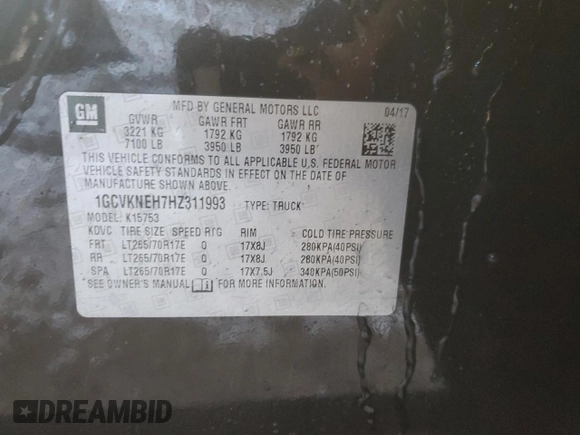 GM
MFD BY GENERAL MOTORS LLC 04/17
GVWR GAWR FRT GAWR RR
3221 KG 1792 KG 1792 KG
7100 LB 3950 LB 3950 LB
THIS VEHICLE CONFORMS TO ALL APPLICABLE U.S. FEDERAL MOTOR
VEHICLE SAFETY STANDARDS IN EFFECT ON THE DATE OF
MANUFACTURE SHOWN ABOVE.
1GCVKNEH7HZ311993 TYPE: TRUCK
MODEL: K15753
KDVC TIRE SIZE SPEED RTG RIM COLD TIRE PRESSURE
FRT LT265/70R17E Q 17X8J 280KPA(40PSI)
RR LT265/70R17E Q 17X8J 280KPA(40PSI)
SPA LT265/70R17E Q 17X7.5J 340KPA(50PSI)
*SEE OWNER'S MANUAL FOR MORE INFORMATION.
DREAMBID